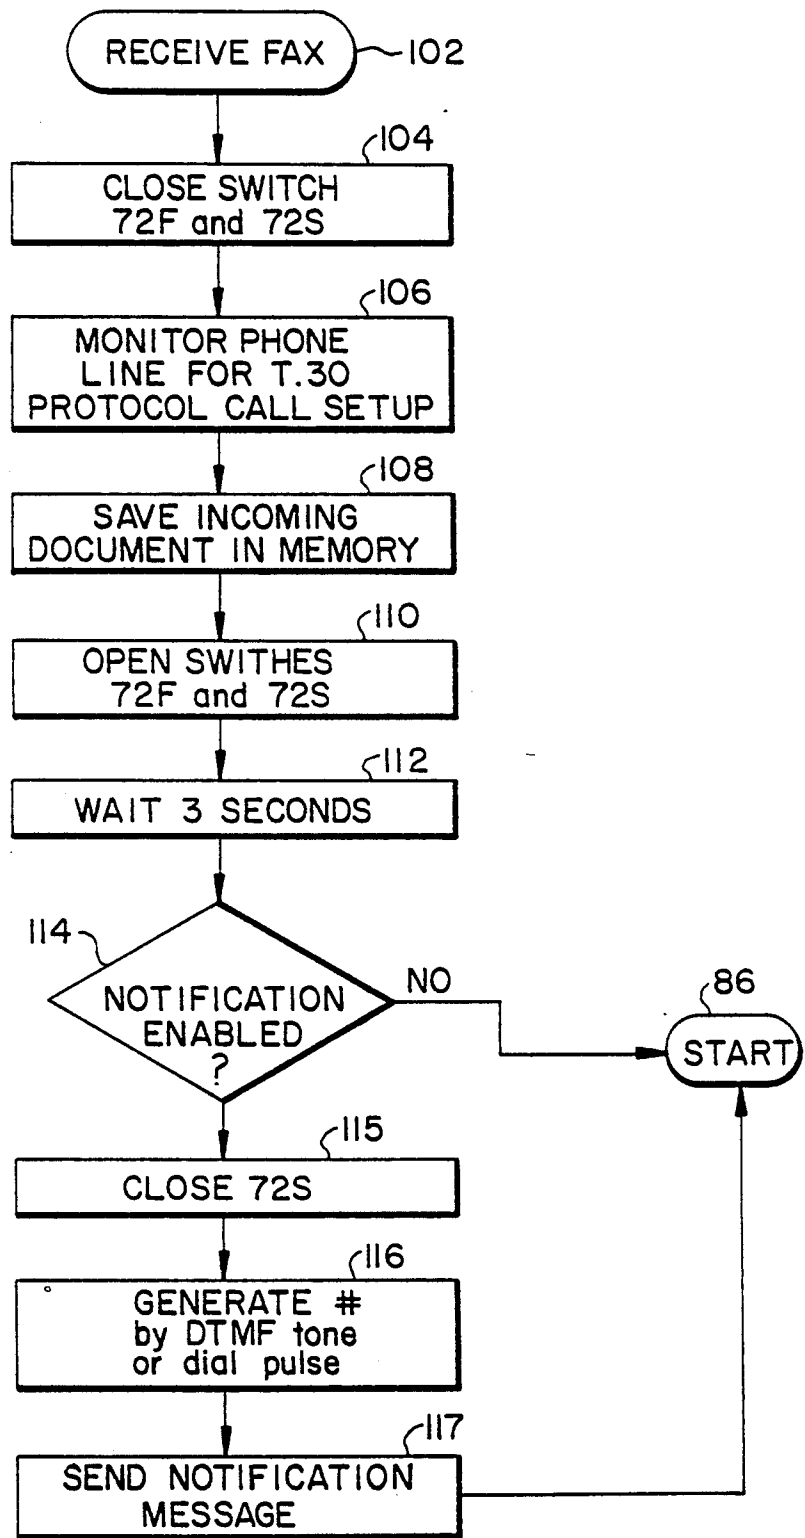 RECEIVE FAX 102
104
CLOSE SWITCH
72F and 72S
106
MONITOR PHONE
LINE FOR T.30
PROTOCOL CALL SETUP
108
SAVE INCOMING
DOCUMENT IN MEMORY
110
OPEN SWITHES
72F and 72S
112
WAIT 3 SECONDS
114
NOTIFICATION
ENABLED
?
NO
86
START
115
CLOSE 72S
116
GENERATE #
by DTMF tone
or dial pulse
117
SEND NOTIFICATION
MESSAGE